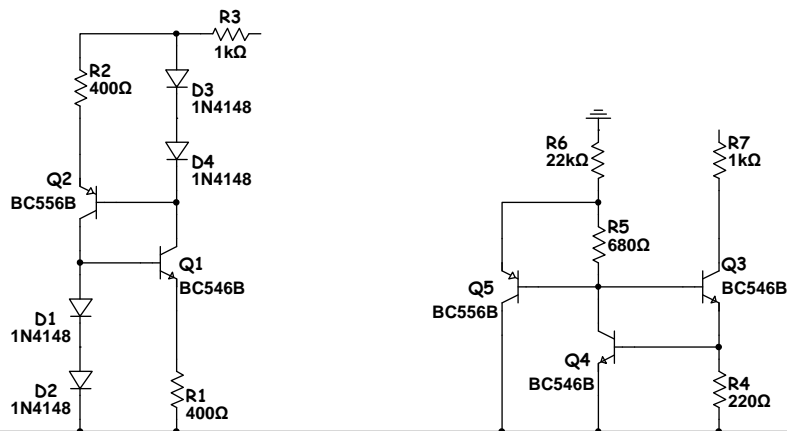 R3
1kΩ
R2
400Ω
D3
1N4148
D4
1N4148
Q2
BC556B
Q1
BC546B
D1
1N4148
D2
1N4148
R1
400Ω
R6
22kΩ
R7
1kΩ
R5
680Ω
Q5
BC556B
Q3
BC546B
Q4
BC546B
R4
220Ω